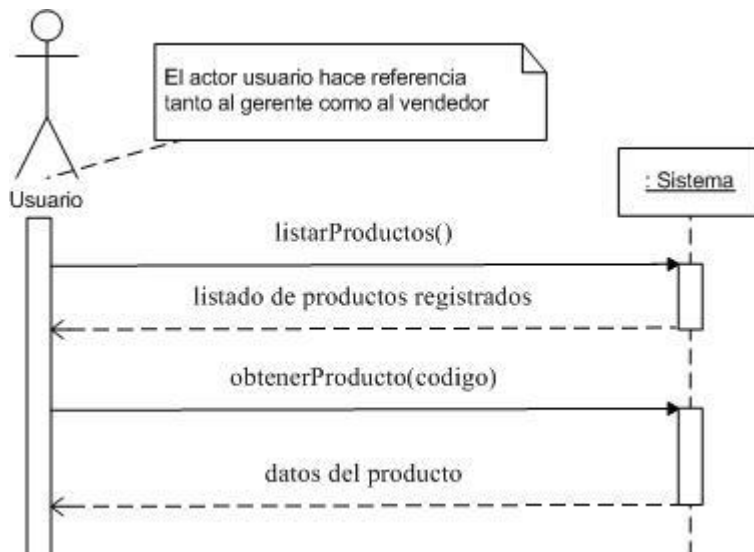 El actor usuario hace referencia
tanto al gerente como al vendedor
Usuario
: Sistema
listarProductos()
listado de productos registrados
obtenerProducto(codigo)
datos del producto